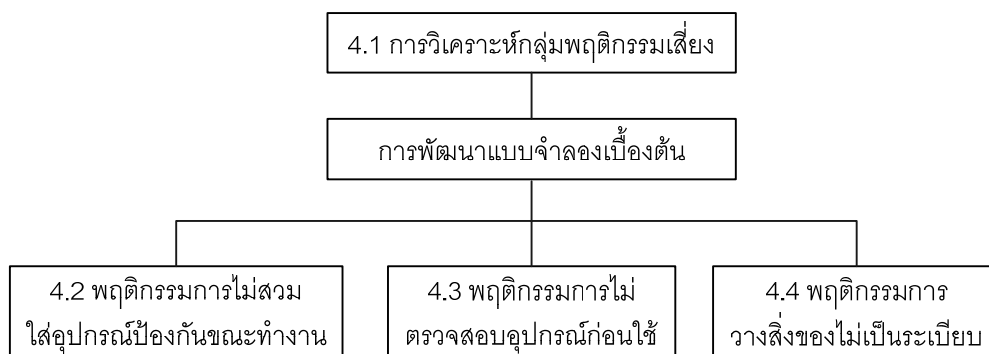 4.1 การวิเคราะห์กลุ่มพฤติกรรมเสี่ยง
การพัฒนาแบบจำลองเบื้องต้น
4.2 พฤติกรรมการไม่สวม
ใส่อุปกรณ์ป้องกันขณะทำงาน
4.3 พฤติกรรมการไม่
ตรวจสอบอุปกรณ์ก่อนใช้
4.4 พฤติกรรมการ
วางสิ่งของไม่เป็นระเบียบ